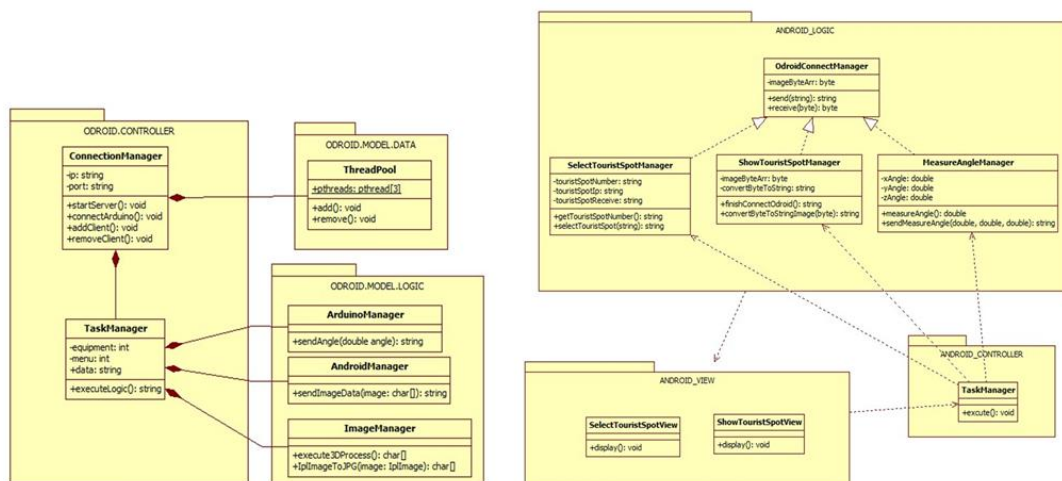 ODROID.CONTROLLER
ConnectionManager
-ip: string
-port: string
+startServer(): void
+connectArduino(): void
+addClient(): void
+removeClient(): void
TaskManager
-equipment: int
-menu: int
+data: string
+executeLogic(): string
ODROID.MODEL.DATA
ThreadPool
+pthreads: pthread[3]
+add(): void
+remove(): void
ODROID.MODEL.LOGIC
ArduinoManager
+sendAngle(double angle): string
AndroidManager
+sendImageData(image: char[]): string
ImageManager
+execute3DProcess(): char[]
+IplImageToJPG(image: IplImage): char[]
ANDROID_LOGIC
OdroidConnectManager
-imageByteArr: byte
+send(string): string
+receive(byte): byte
SelectTouristSpotManager
-touristSpotNumber: string
-touristSpotIp: string
-touristSpotReceive: string
+getTouristSpotNumber(): string
+selectTouristSpot(string): string
ShowTouristSpotManager
-imageByteArr: byte
-convertByteToString: string
+finishConnectOdroid(): string
+convertByteToStringImage(byte): string
MeasureAngleManager
-xAngle: double
-yAngle: double
-zAngle: double
+measureAngle(): double
+sendMeasureAngle(double, double, double): string
ANDROID_VIEW
SelectTouristSpotView
+display(): void
ShowTouristSpotView
+display(): void
ANDROID_CONTROLLER
TaskManager
+excute(): void